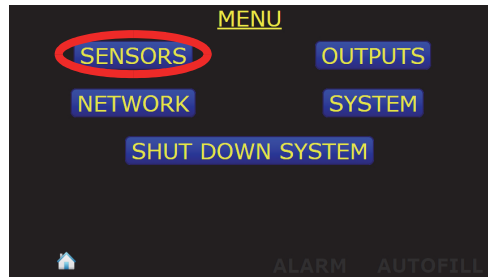 MENU
SENSORS OUTPUTS
NETWORK SYSTEM
SHUT DOWN SYSTEM
ALARM AUTOFILL